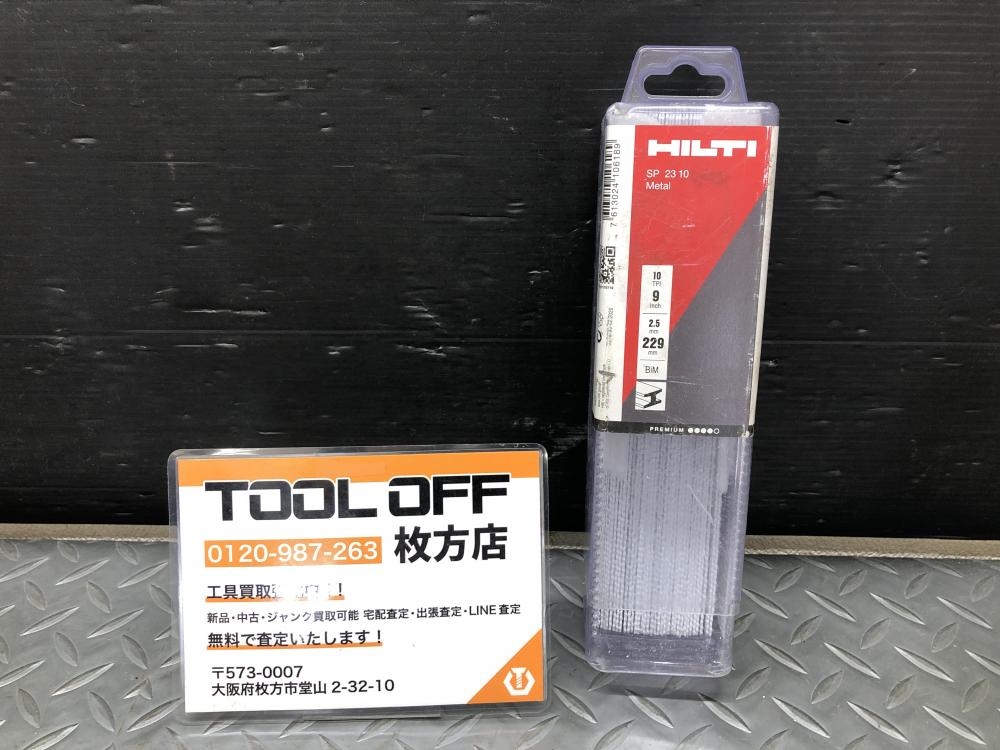 HILTI
SP 23 10
Metal
7 613024 106189
10
TPI
9
inch
2.5
mm
229
mm
BiM
PREMIUM
TOOL OFF
0120-987-263 枚方店
工具買取
新品・中古・ジャンク買取可能 宅配査定・出張査定・LINE査定
無料で査定いたします！
〒573-0007
大阪府枚方市堂山 2-32-10